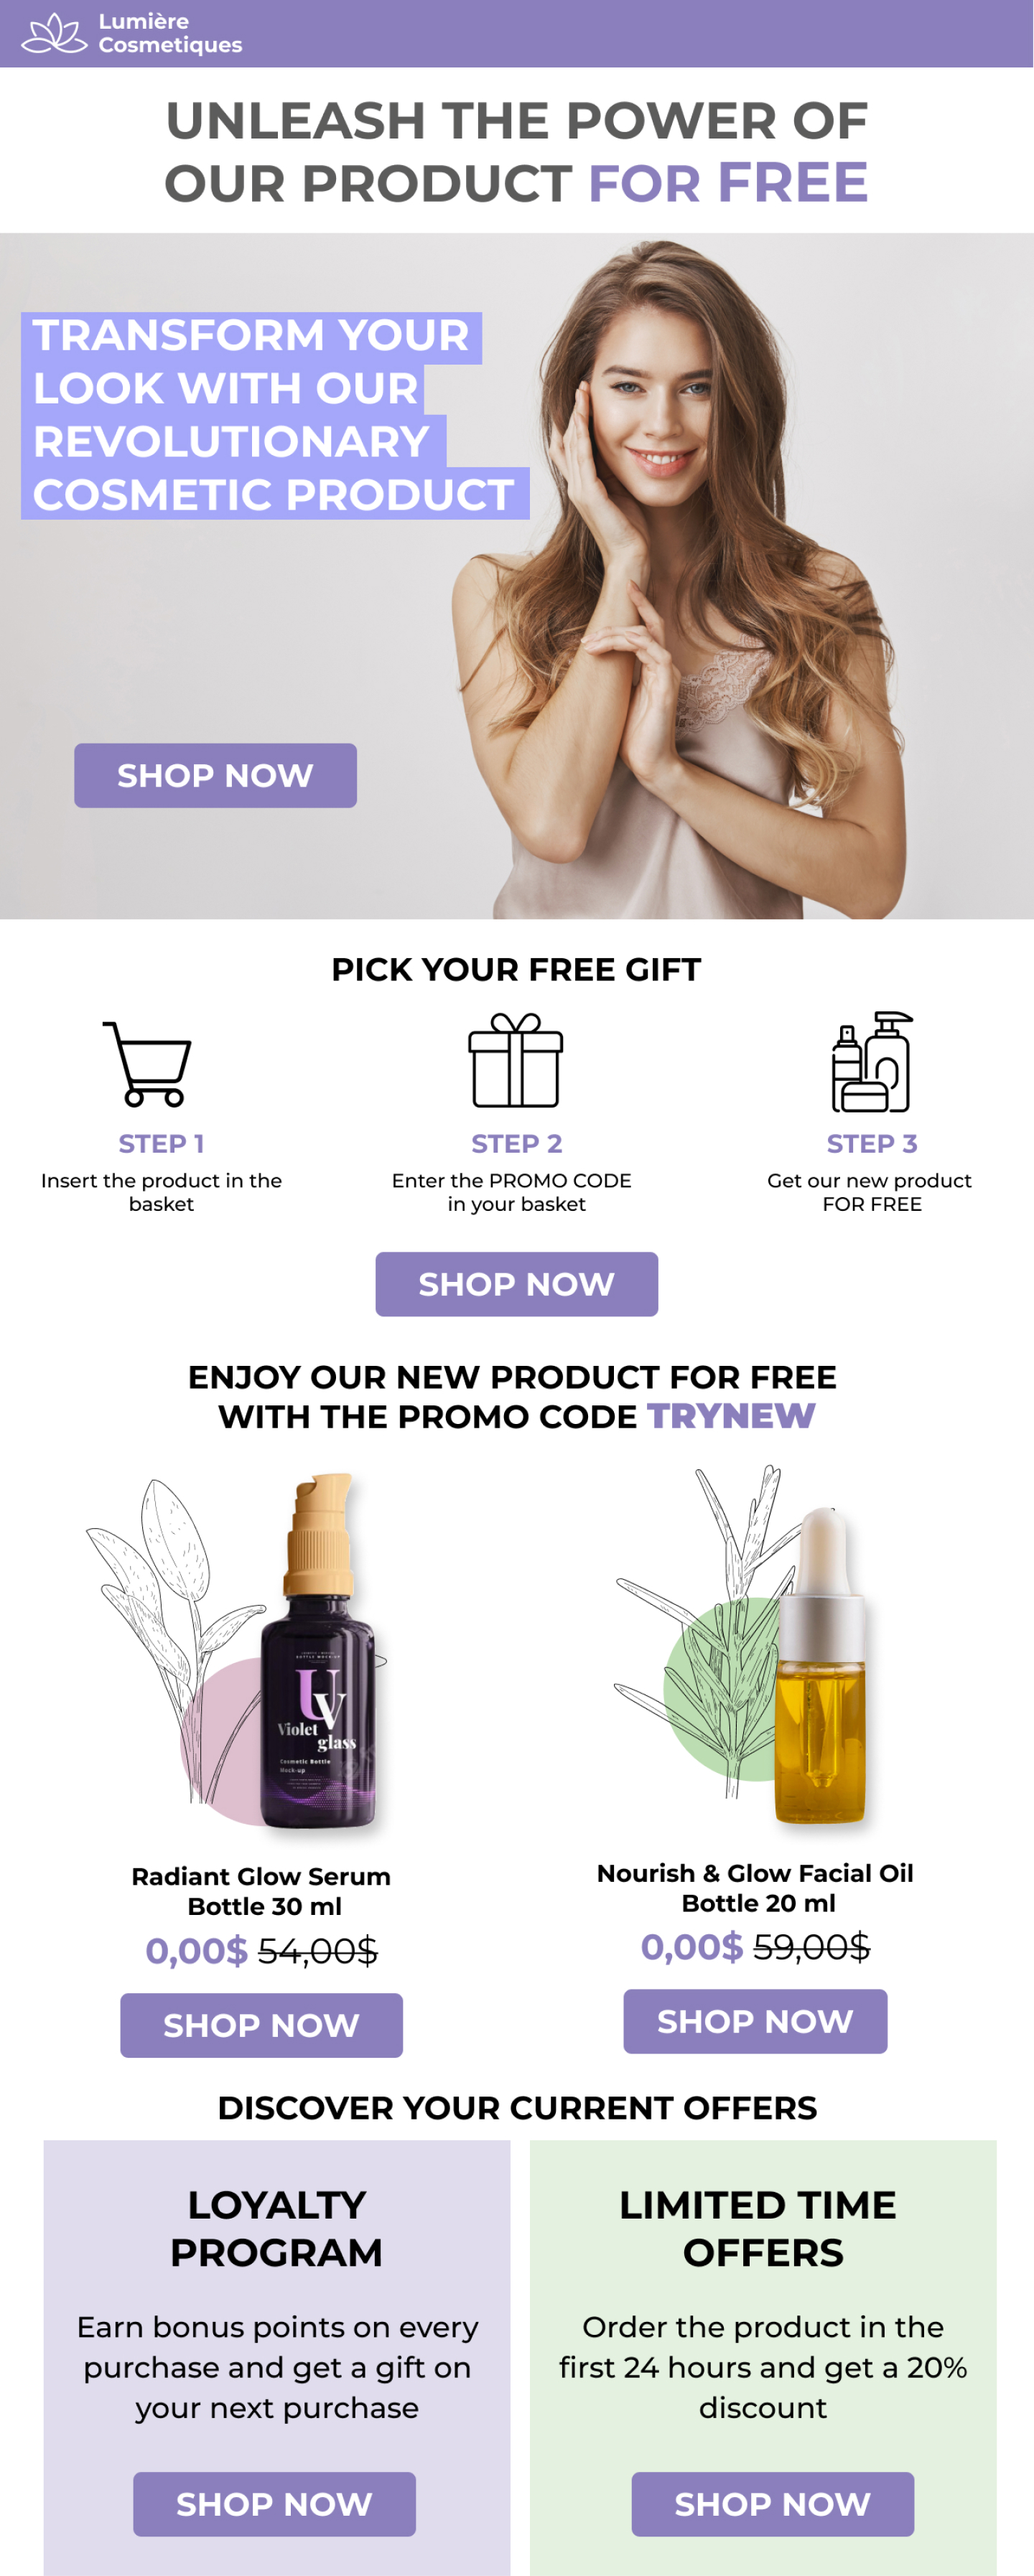 Lumière
Cosmetiques
UNLEASH THE POWER OF
OUR PRODUCT FOR FREE
TRANSFORM YOUR
LOOK WITH OUR
REVOLUTIONARY
COSMETIC PRODUCT
SHOP NOW
PICK YOUR FREE GIFT
STEP 1
Insert the product in the
basket
STEP 2
Enter the PROMO CODE
in your basket
STEP 3
Get our new product
FOR FREE
SHOP NOW
ENJOY OUR NEW PRODUCT FOR FREE
WITH THE PROMO CODE TRYNEW
UV
Violet
glass
Cosmetic Bottle
Mock-up
Radiant Glow Serum
Bottle 30 ml
0,00$ 54,00$
SHOP NOW
Nourish & Glow Facial Oil
Bottle 20 ml
0,00$ 59,00$
SHOP NOW
DISCOVER YOUR CURRENT OFFERS
LOYALTY
PROGRAM
Earn bonus points on every
purchase and get a gift on
your next purchase
SHOP NOW
LIMITED TIME
OFFERS
Order the product in the
first 24 hours and get a 20%
discount
SHOP NOW